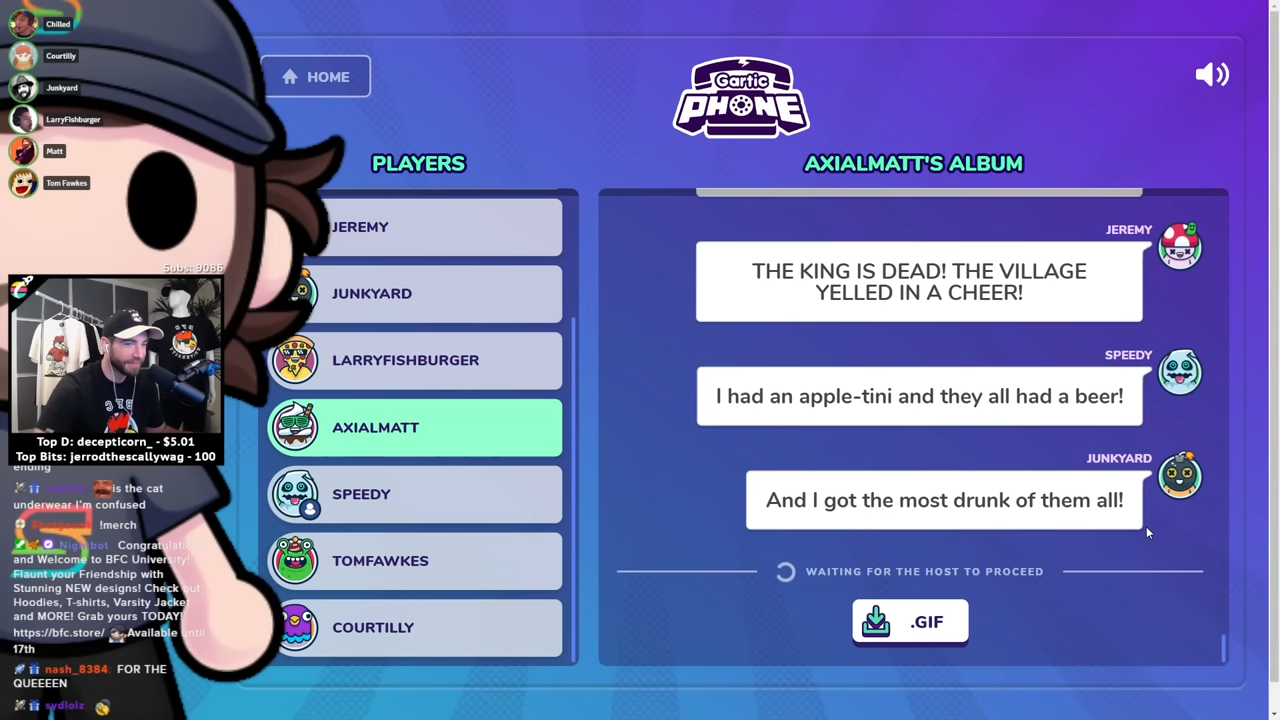 Chilled
Courtilly
Junkyard
LarryFishburger
Matt
Tom Fawkes
Subs: 9086
Top D: decepticorn_ - $5.01
Top Bits: jerrodthescallywag - 100
ending
is the cat
underwear I'm confused
!merch
Nightbot Congratulations
and Welcome to BFC University!
Flaunt your Friendship with
Stunning NEW designs! Check out
Hoodies, T-shirts, Varsity Jacket
and MORE! Grab yours TODAY!
https://bfc.store/ Available until
17th
nash_8384: FOR THE
QUEEEEN
sydlolz:
HOME
Gartic
PHONE
PLAYERS
JEREMY
JUNKYARD
LARRYFISHBURGER
AXIALMATT
SPEEDY
TOMFAWKES
COURTILLY
AXIALMATT'S ALBUM
JEREMY
THE KING IS DEAD! THE VILLAGE
YELLED IN A CHEER!
SPEEDY
I had an apple-tini and they all had a beer!
JUNKYARD
And I got the most drunk of them all!
WAITING FOR THE HOST TO PROCEED
.GIF